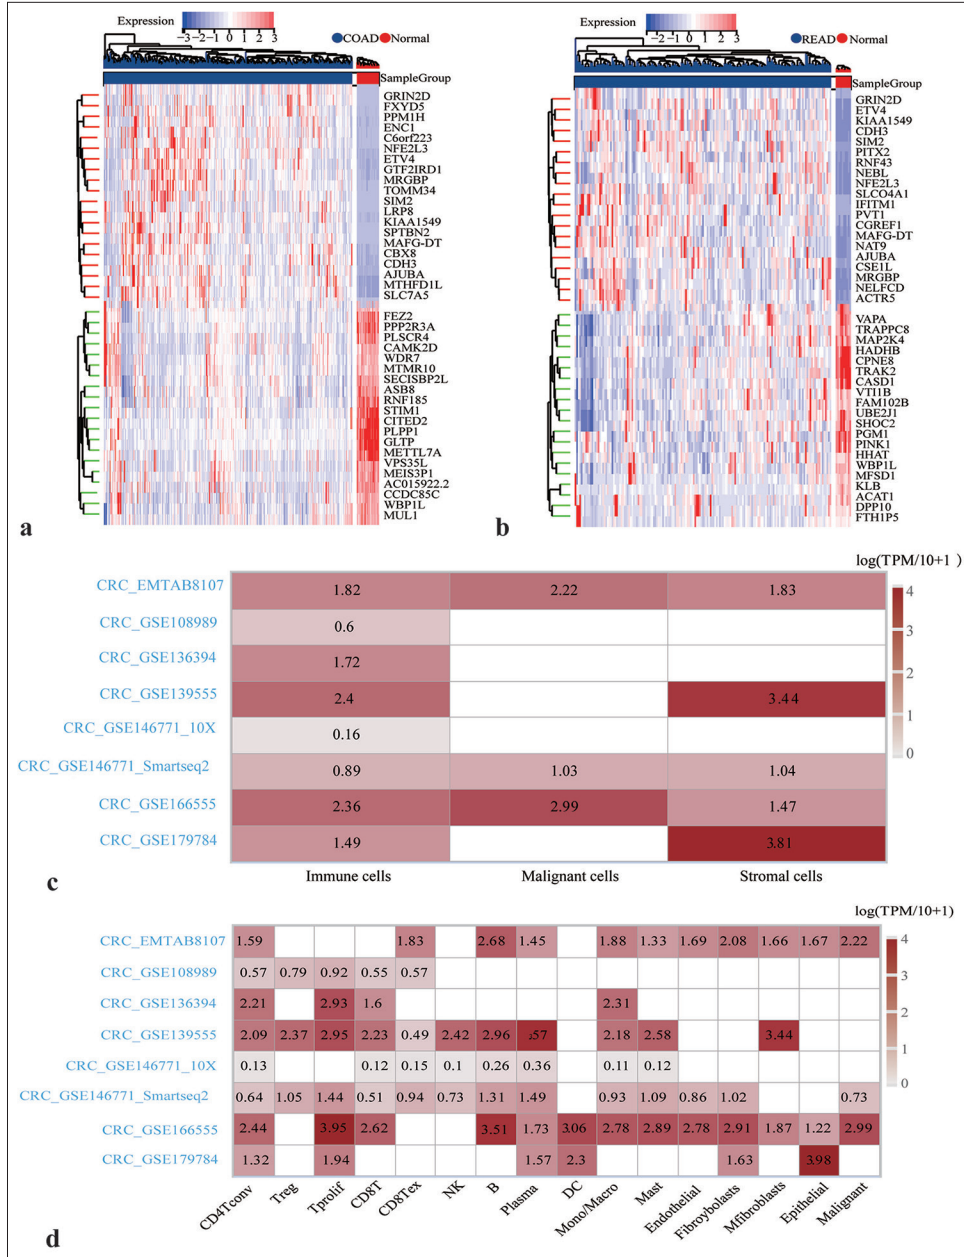 Expression
−3−2−1 0 1 2 3
COAD Normal
SampleGroup
GRIN2D
FXYD5
PPM1H
ENC1
C6orf223
NFE2L3
ETV4
GTF2IRD1
MRGBP
TOMM34
SIM2
LRP8
KIAA1549
SPTBN2
MAFG-DT
CBX8
CDH3
AJUBA
MTHFD1L
SLC7A5
FEZ2
PPP2R3A
PLSCR4
CAMK2D
WDR7
MTMR10
SECISBP2L
ASB8
RNF185
STIM1
CITED2
PLPP1
GLTP
METTL7A
VPS35L
MEIS3P1
AC015922.2
CCDC85C
WBP1L
MUL1
a
Expression
−2−1 0 1 2 3
READ Normal
SampleGroup
GRIN2D
ETV4
KIAA1549
CDH3
SIM2
PITX2
RNF43
NEBL
NFE2L3
SLCO4A1
IFITM1
PVT1
CGREF1
MAFG-DT
NAT9
AJUBA
CSE1L
MRGBP
NELFCD
ACTR5
VAPA
TRAPPC8
MAP2K4
HADHB
CPNE8
TRAK2
CASD1
VTI1B
FAM102B
UBE2J1
SHOC2
PGM1
PINK1
HHAT
WBP1L
MFSD1
KLB
ACAT1
DPP10
FTH1P5
b
log(TPM/10+1 )
CRC_EMTAB8107 1.82 2.22 1.83
CRC_GSE108989 0.6
CRC_GSE136394 1.72
CRC_GSE139555 2.4 3.44
CRC_GSE146771_10X 0.16
CRC_GSE146771_Smartseq2 0.89 1.03 1.04
CRC_GSE166555 2.36 2.99 1.47
CRC_GSE179784 1.49 3.81
Immune cells Malignant cells Stromal cells
4
3
2
1
0
c
log(TPM/10+1)
CRC_EMTAB8107 1.59 1.83 2.68 1.45 1.88 1.33 1.69 2.08 1.66 1.67 2.22
CRC_GSE108989 0.57 0.79 0.92 0.55 0.57
CRC_GSE136394 2.21 2.93 1.6 2.31
CRC_GSE139555 2.09 2.37 2.95 2.23 0.49 2.42 2.96 .57 2.18 2.58 3.44
CRC_GSE146771_10X 0.13 0.12 0.15 0.1 0.26 0.36 0.11 0.12
CRC_GSE146771_Smartseq2 0.64 1.05 1.44 0.51 0.94 0.73 1.31 1.49 0.93 1.09 0.86 1.02 0.73
CRC_GSE166555 2.44 3.95 2.62 3.51 1.73 3.06 2.78 2.89 2.78 2.91 1.87 1.22 2.99
CRC_GSE179784 1.32 1.94 1.57 2.3 1.63 3.98
CD4Tconv Treg Tprolif CD8T CD8Tex NK B Plasma DC Mono/Macro Mast Endothelial Fibroybolasts Mfibroblasts Epithelial Malignant
4
3
2
1
0
d